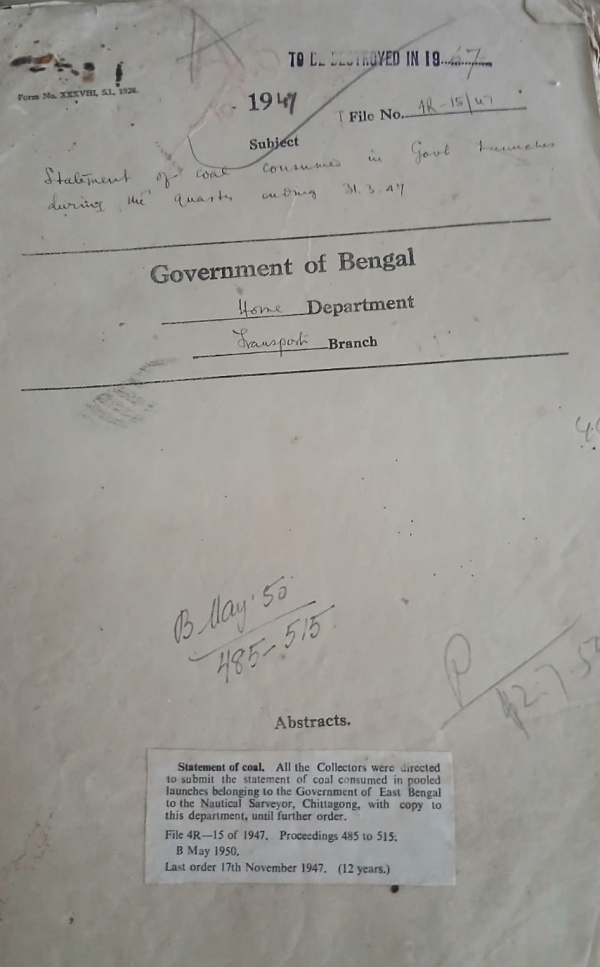 A
TO BE DESTROYED IN 1967
Form No. XXXVIII, S.I., 1928.
1947
File No. 4R-15/47
Subject
Statement of coal consumed in Govt Launches
during the quarter ending 31.3.47
Government of Bengal
Home Department
Transport Branch
B May. 50
485-515
P
Abstracts.
Statement of coal. All the Collectors were directed
to submit the statement of coal consumed in pooled
launches belonging to the Government of East Bengal
to the Nautical Sarveyor, Chittagong, with copy to
this department, until further order.
File 4R—15 of 1947. Proceedings 485 to 515.
B May 1950.
Last order 17th November 1947. (12 years.)